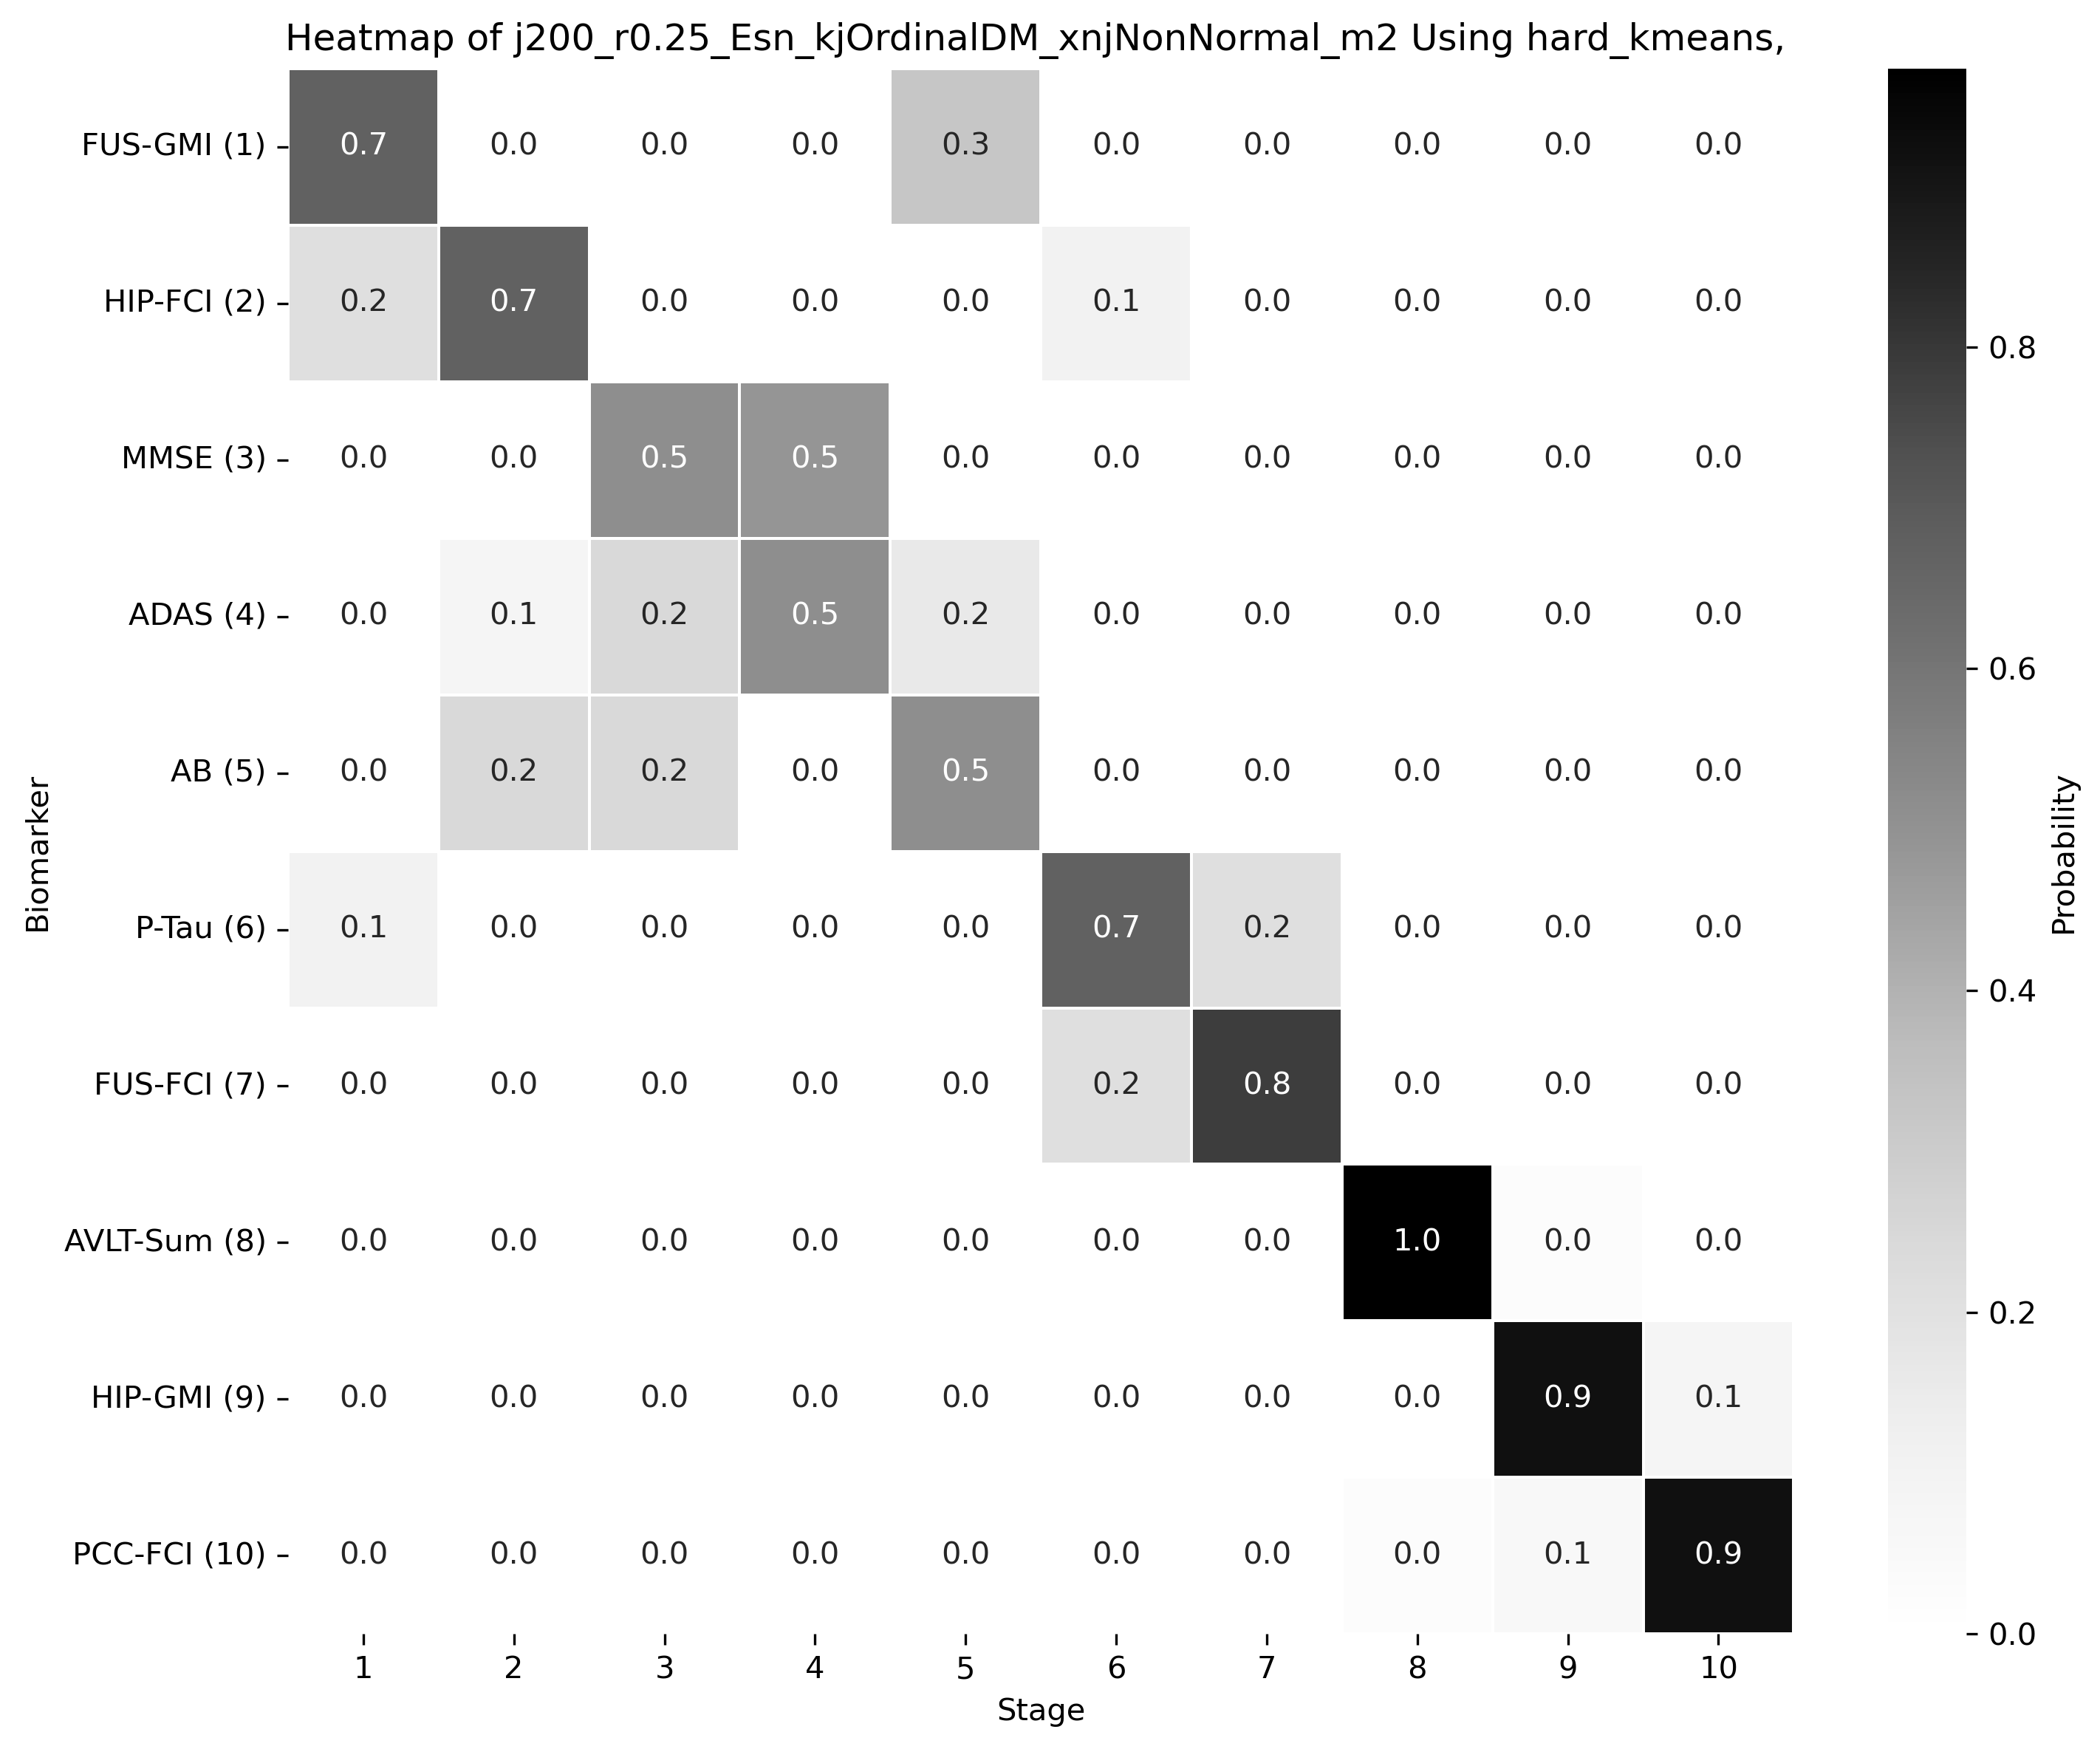 Heatmap of j200_r0.25_Esn_kjOrdinalDM_xnjNonNormal_m2 Using hard_kmeans,
FUS-GMI (1) 0.7 0.0 0.0 0.0 0.3 0.0 0.0 0.0 0.0 0.0
HIP-FCI (2) 0.2 0.7 0.0 0.0 0.0 0.1 0.0 0.0 0.0 0.0
MMSE (3) 0.0 0.0 0.5 0.5 0.0 0.0 0.0 0.0 0.0 0.0
ADAS (4) 0.0 0.1 0.2 0.5 0.2 0.0 0.0 0.0 0.0 0.0
AB (5) 0.0 0.2 0.2 0.0 0.5 0.0 0.0 0.0 0.0 0.0
P-Tau (6) 0.1 0.0 0.0 0.0 0.0 0.7 0.2 0.0 0.0 0.0
FUS-FCI (7) 0.0 0.0 0.0 0.0 0.0 0.2 0.8 0.0 0.0 0.0
AVLT-Sum (8) 0.0 0.0 0.0 0.0 0.0 0.0 0.0 1.0 0.0 0.0
HIP-GMI (9) 0.0 0.0 0.0 0.0 0.0 0.0 0.0 0.0 0.9 0.1
PCC-FCI (10) 0.0 0.0 0.0 0.0 0.0 0.0 0.0 0.0 0.1 0.9
1 2 3 4 5 6 7 8 9 10
Stage
Biomarker
0.8
0.6
0.4
0.2
0.0
Probability